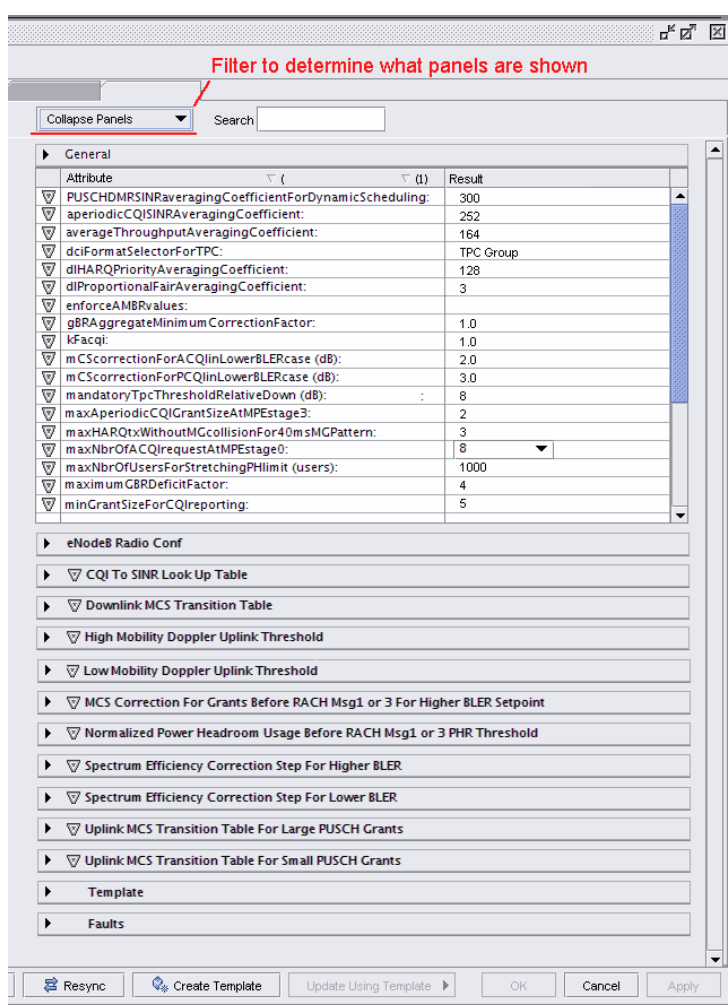 Filter to determine what panels are shown
Collapse Panels Search
General
Attribute ( (1) Result
PUSCHDMRSINRaveragingCoefficientForDynamicScheduling: 300
aperiodicCQISINRAveragingCoefficient: 252
averageThroughputAveragingCoefficient: 164
dciFormatSelectorForTPC: TPC Group
dlHARQPriorityAveragingCoefficient: 128
dlProportionalFairAveragingCoefficient: 3
enforceAMBRvalues:
gBRAggregateMinimumCorrectionFactor: 1.0
kFacqi: 1.0
mCScorrectionForACQIinLowerBLERcase (dB): 2.0
mCScorrectionForPCQIinLowerBLERcase (dB): 3.0
mandatoryTpcThresholdRelativeDown (dB): : 8
maxAperiodicCQIGrantSizeAtMPEstage3: 2
maxHARQtxWithoutMGcollisionFor40msMGPattern: 3
maxNbrOfACQIrequestAtMPEstage0: 8
maxNbrOfUsersForStretchingPHlimit (users): 1000
maximumGBRDeficitFactor: 4
minGrantSizeForCQIreporting: 5
eNodeB Radio Conf
CQI To SINR Look Up Table
Downlink MCS Transition Table
High Mobility Doppler Uplink Threshold
Low Mobility Doppler Uplink Threshold
MCS Correction For Grants Before RACH Msg1 or 3 For Higher BLER Setpoint
Normalized Power Headroom Usage Before RACH Msg1 or 3 PHR Threshold
Spectrum Efficiency Correction Step For Higher BLER
Spectrum Efficiency Correction Step For Lower BLER
Uplink MCS Transition Table For Large PUSCH Grants
Uplink MCS Transition Table For Small PUSCH Grants
Template
Faults
Resync Create Template Update Using Template OK Cancel Apply